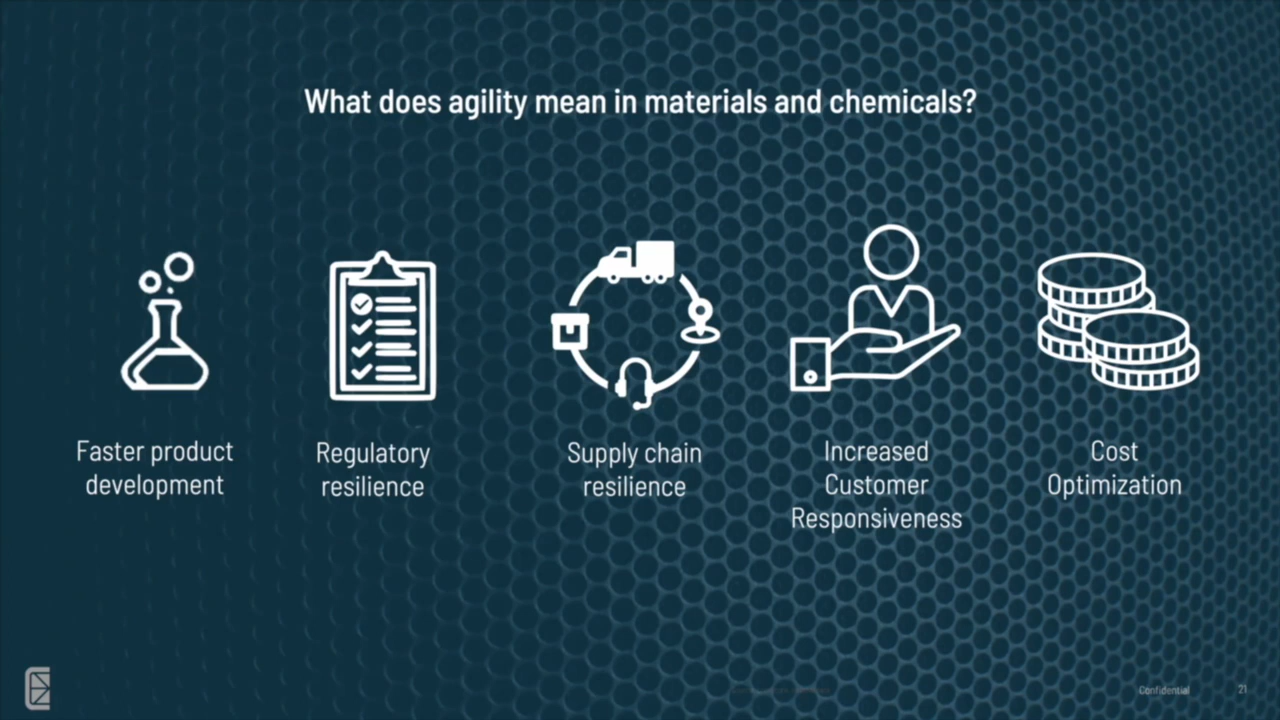 What does agility mean in materials and chemicals?
Faster product
development
Regulatory
resilience
Supply chain
resilience
Increased
Customer
Responsiveness
Cost
Optimization
Confidential
21